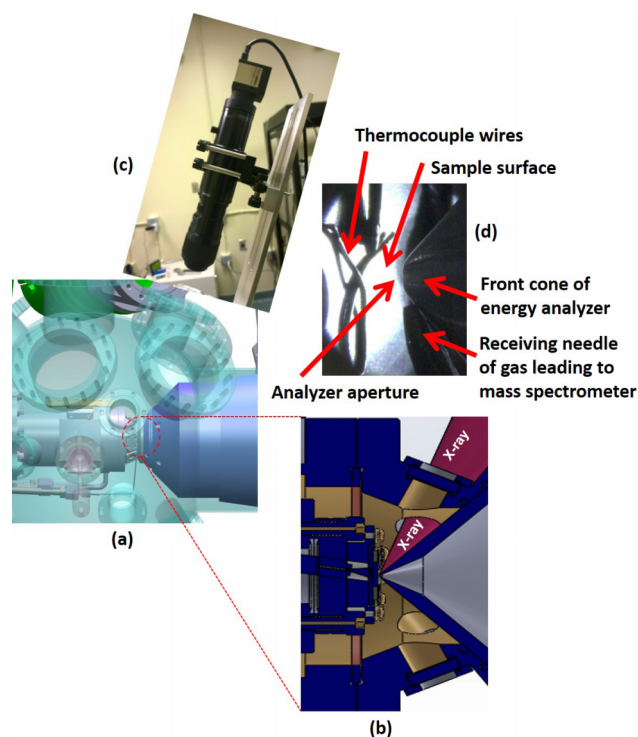 (c)
Thermocouple wires
Sample surface
(d)
Front cone of
energy analyzer
Receiving needle
of gas leading to
mass spectrometer
Analyzer aperture
(a)
X-ray
X-ray
(b)